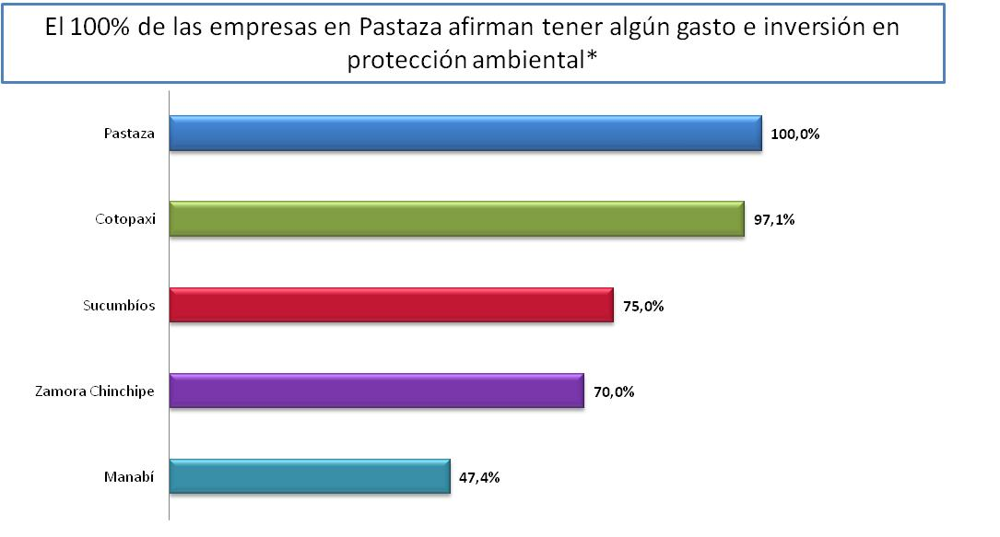 El 100% de las empresas en Pastaza afirman tener algún gasto e inversión en
protección ambiental*
Pastaza 100,0%
Cotopaxi 97,1%
Sucumbíos 75,0%
Zamora Chinchipe 70,0%
Manabí 47,4%